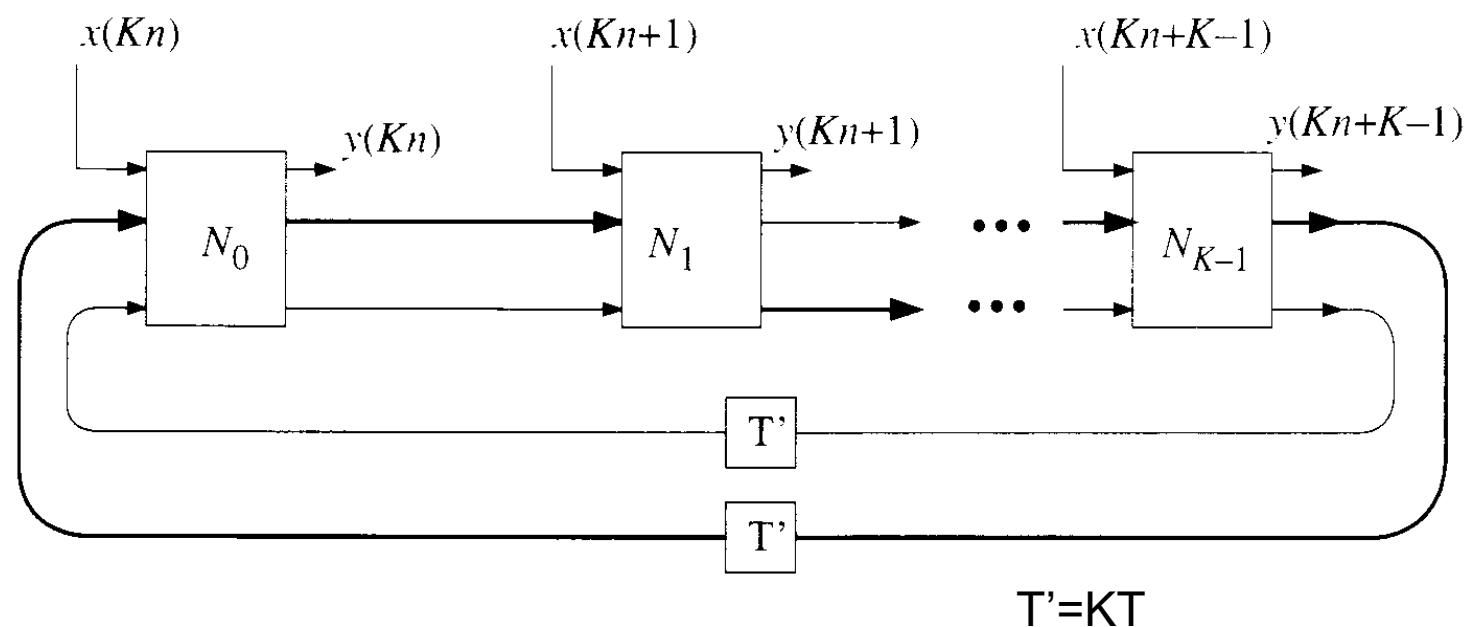 x(Kn)
x(Kn+1)
x(Kn+K–1)
y(Kn)
y(Kn+1)
y(Kn+K–1)
N0
N1
•••
NK–1
•••
T’
T’
T’=KT